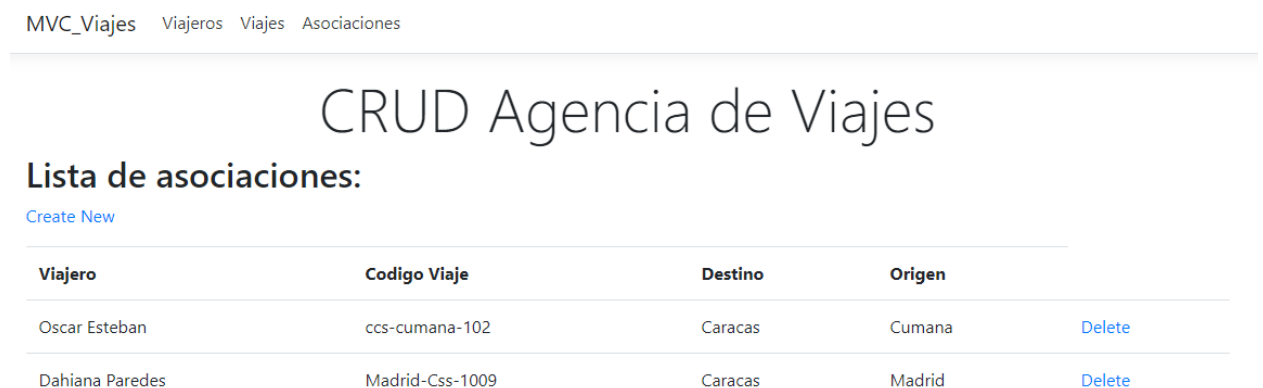 MVC_Viajes Viajeros Viajes Asociaciones
CRUD Agencia de Viajes
Lista de asociaciones:
Create New
Viajero Codigo Viaje Destino Origen
Oscar Esteban ccs-cumana-102 Caracas Cumana Delete
Dahiana Paredes Madrid-Css-1009 Caracas Madrid Delete